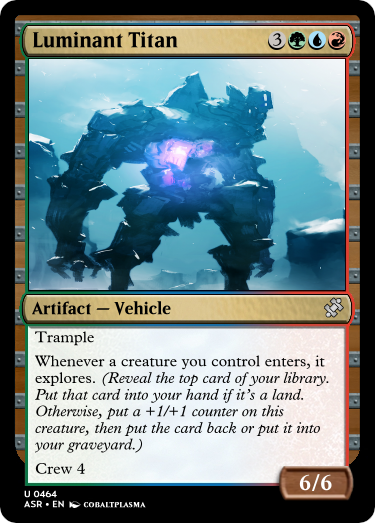 Luminant Titan 3
Artifact — Vehicle
Trample
Whenever a creature you control enters, it
explores. (Reveal the top card of your library.
Put that card into your hand if it's a land.
Otherwise, put a +1/+1 counter on this
creature, then put the card back or put it into
your graveyard.)
Crew 4
6/6
U 0464
ASR • EN COBALTPLASMA